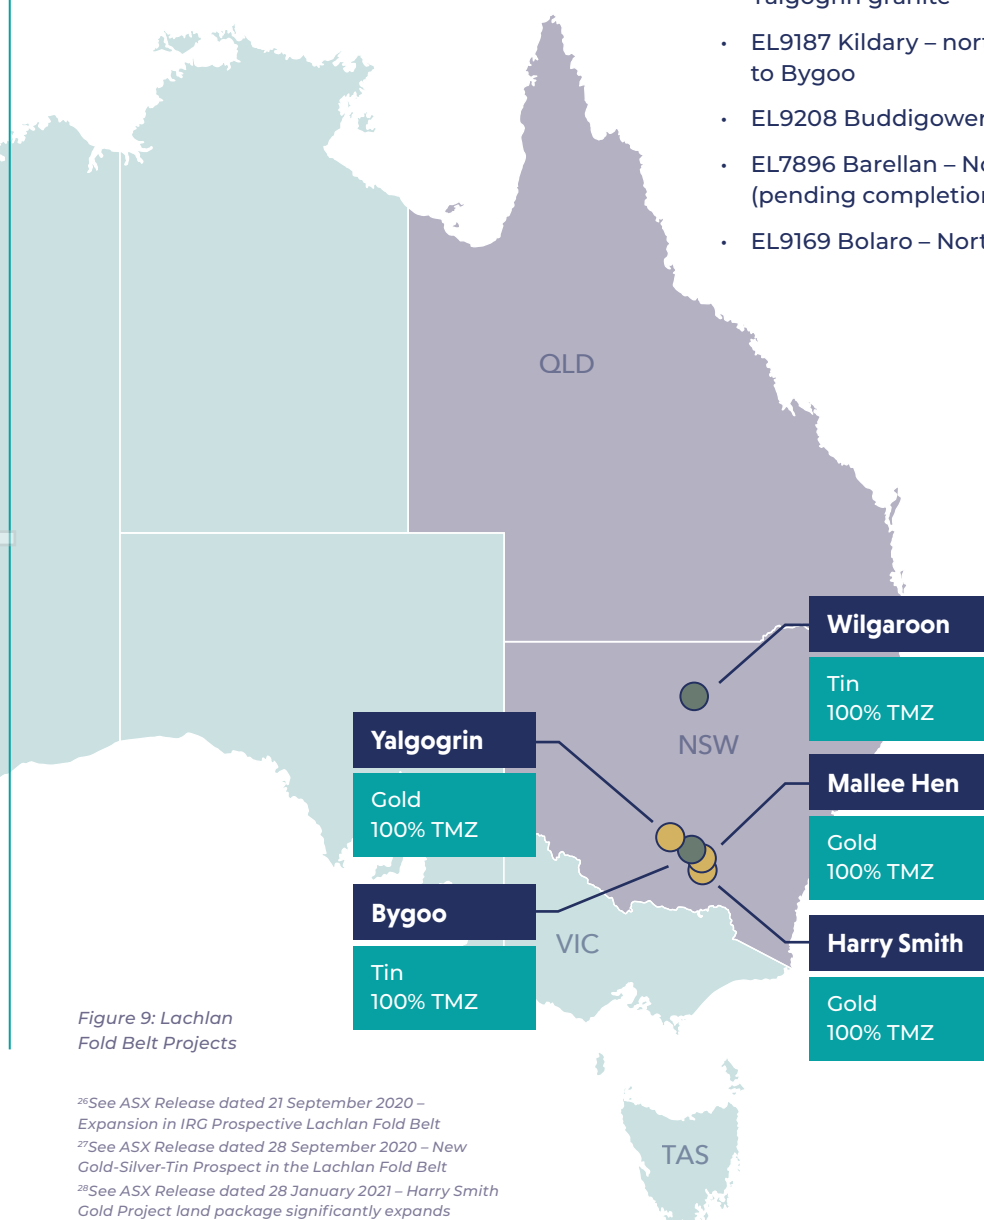 Yalgogrin granite
• EL9187 Kildary – nor
to Bygoo
• EL9208 Buddigower
• EL7896 Barellan – No
(pending completion
• EL9169 Bolaro – Nort
QLD
Wilgaroon
Tin
100% TMZ
NSW
Yalgogrin
Gold
100% TMZ
Mallee Hen
Gold
100% TMZ
Bygoo
Tin
100% TMZ
VIC
Harry Smith
Gold
100% TMZ
TAS
Figure 9: Lachlan
Fold Belt Projects
26See ASX Release dated 21 September 2020 –
Expansion in IRG Prospective Lachlan Fold Belt
27See ASX Release dated 28 September 2020 – New
Gold-Silver-Tin Prospect in the Lachlan Fold Belt
28See ASX Release dated 28 January 2021 – Harry Smith
Gold Project land package significantly expands